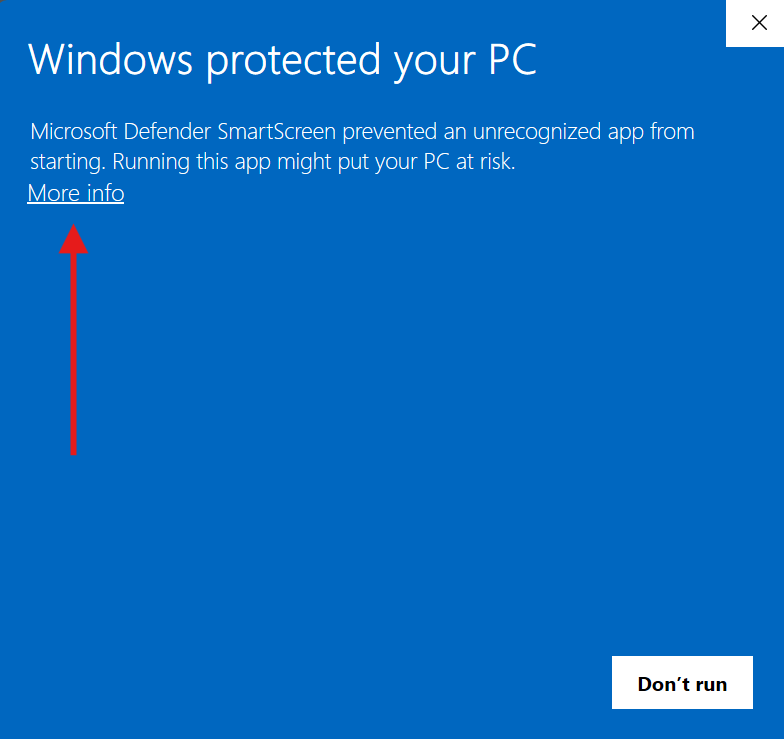 Windows protected your PC
Microsoft Defender SmartScreen prevented an unrecognized app from
starting. Running this app might put your PC at risk.
More info
Don’t run